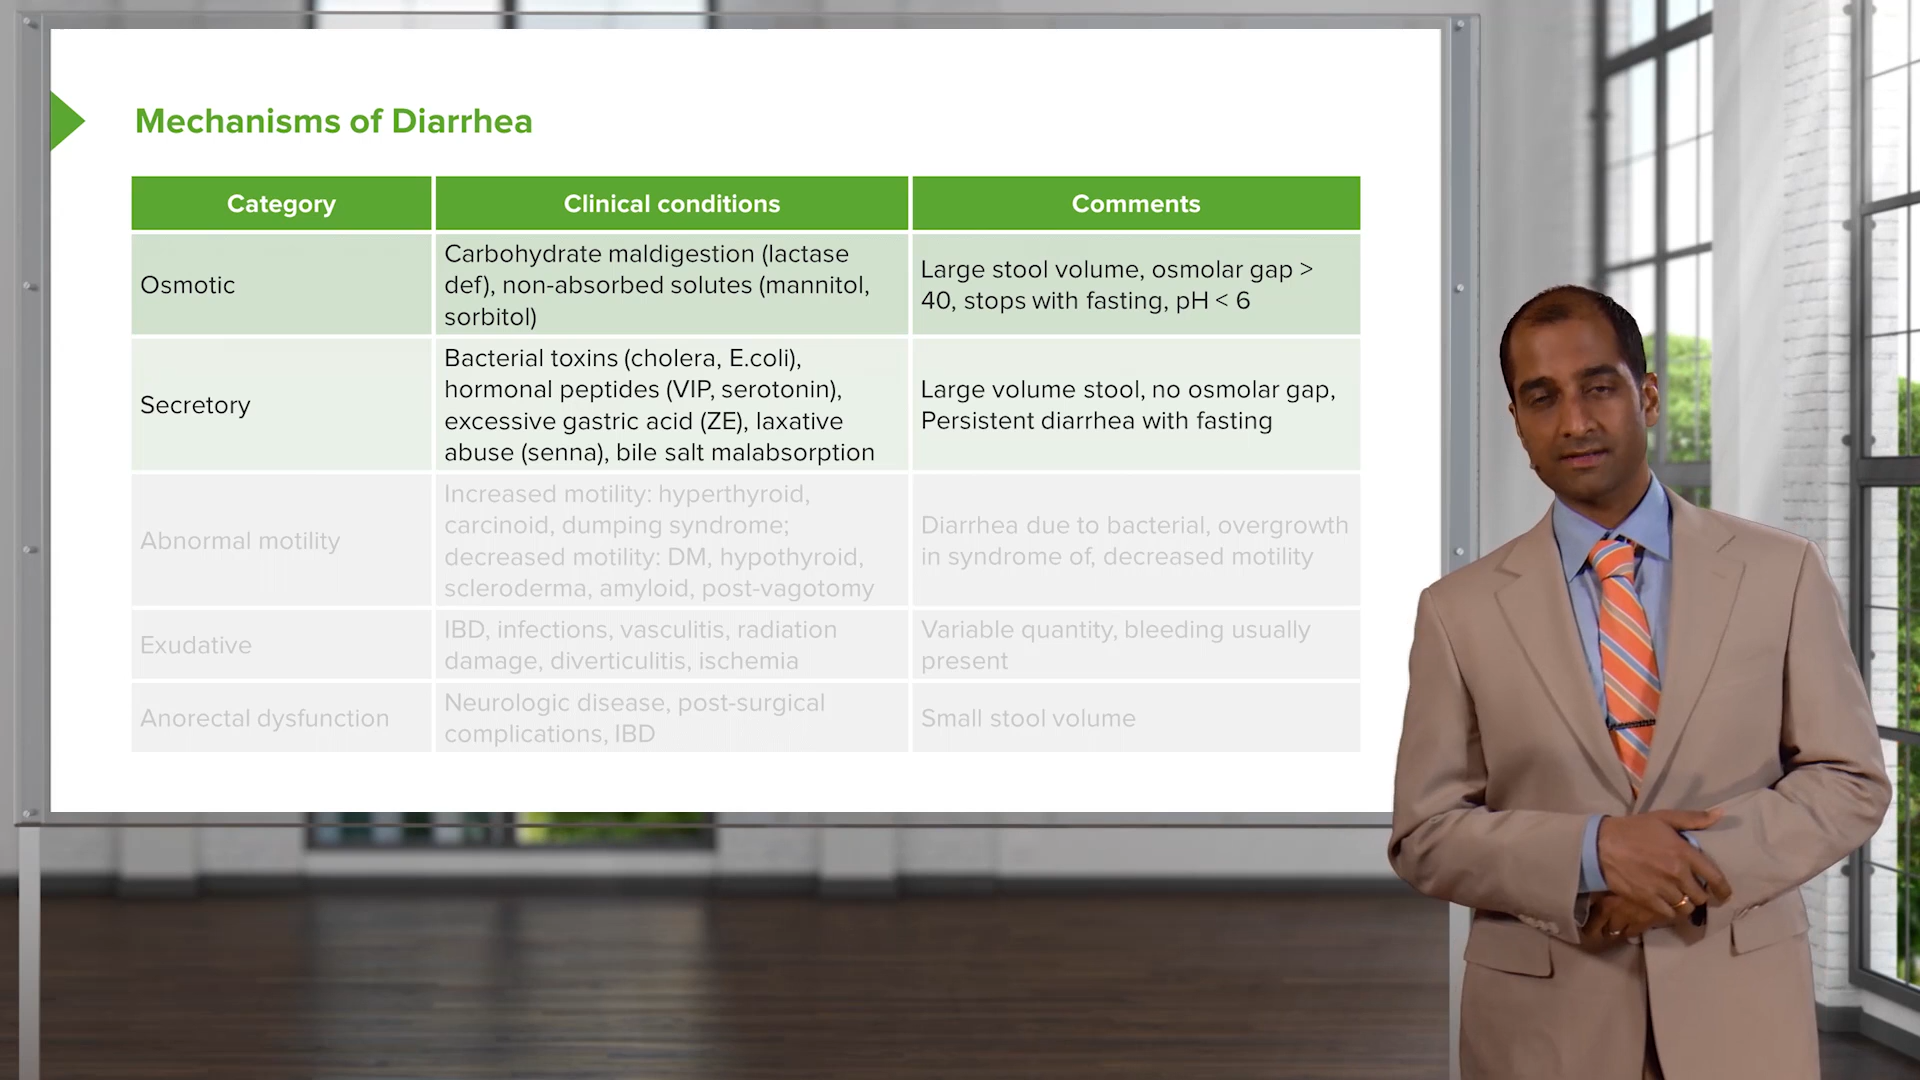 Mechanisms of Diarrhea
Category
Clinical conditions
Comments
Osmotic
Carbohydrate maldigestion (lactase
def), non-absorbed solutes (mannitol,
sorbitol)
Large stool volume, osmolar gap >
40, stops with fasting, pH < 6
Secretory
Bacterial toxins (cholera, E.coli),
hormonal peptides (VIP, serotonin),
excessive gastric acid (ZE), laxative
abuse (senna), bile salt malabsorption
Large volume stool, no osmolar gap,
Persistent diarrhea with fasting
Abnormal motility
Increased motility: hyperthyroid,
carcinoid, dumping syndrome;
decreased motility: DM, hypothyroid,
scleroderma, amyloid, post-vagotomy
Diarrhea due to bacterial, overgrowth
in syndrome of, decreased motility
Exudative
IBD, infections, vasculitis, radiation
damage, diverticulitis, ischemia
Variable quantity, bleeding usually
present
Anorectal dysfunction
Neurologic disease, post-surgical
complications, IBD
Small stool volume